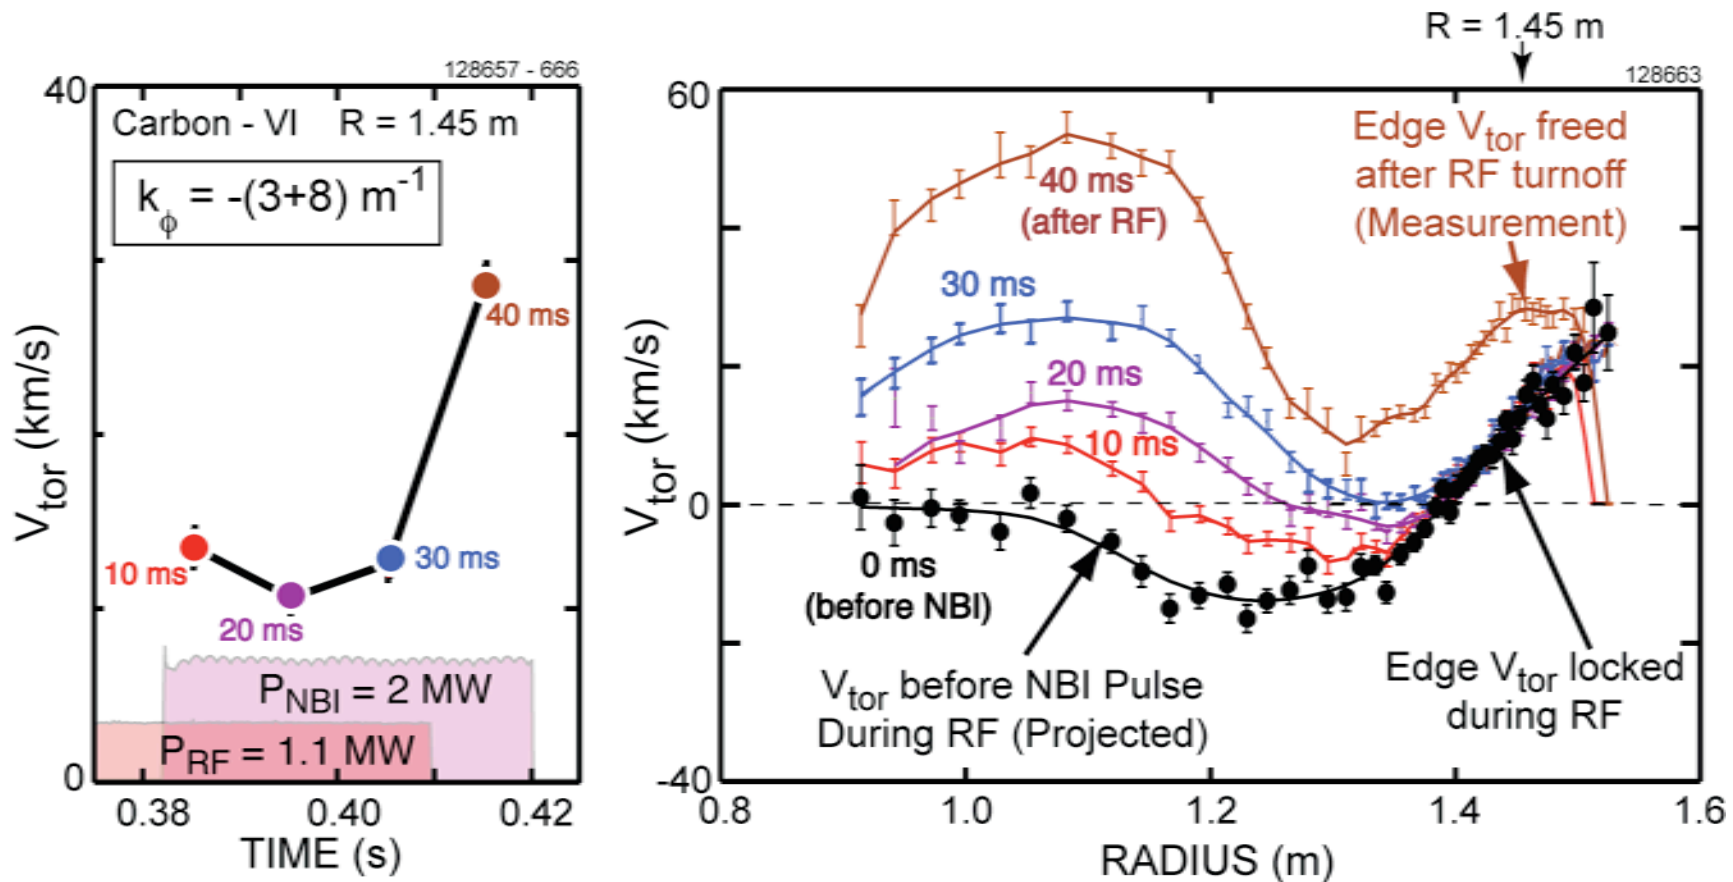 128657 - 666
40
Carbon - VI R = 1.45 m
kϕ = -(3+8) m-1
40 ms
30 ms
10 ms
20 ms
PNBI = 2 MW
PRF = 1.1 MW
0
0.38 0.40 0.42
TIME (s)
Vtor (km/s)
R = 1.45 m
128663
60
Edge Vtor freed
after RF turnoff
(Measurement)
40 ms
(after RF)
30 ms
20 ms
10 ms
0
0 ms
(before NBI)
Vtor before NBI Pulse
During RF (Projected)
Edge Vtor locked
during RF
-20
-40
0.8 1.0 1.2 1.4 1.6
RADIUS (m)
Vtor (km/s)